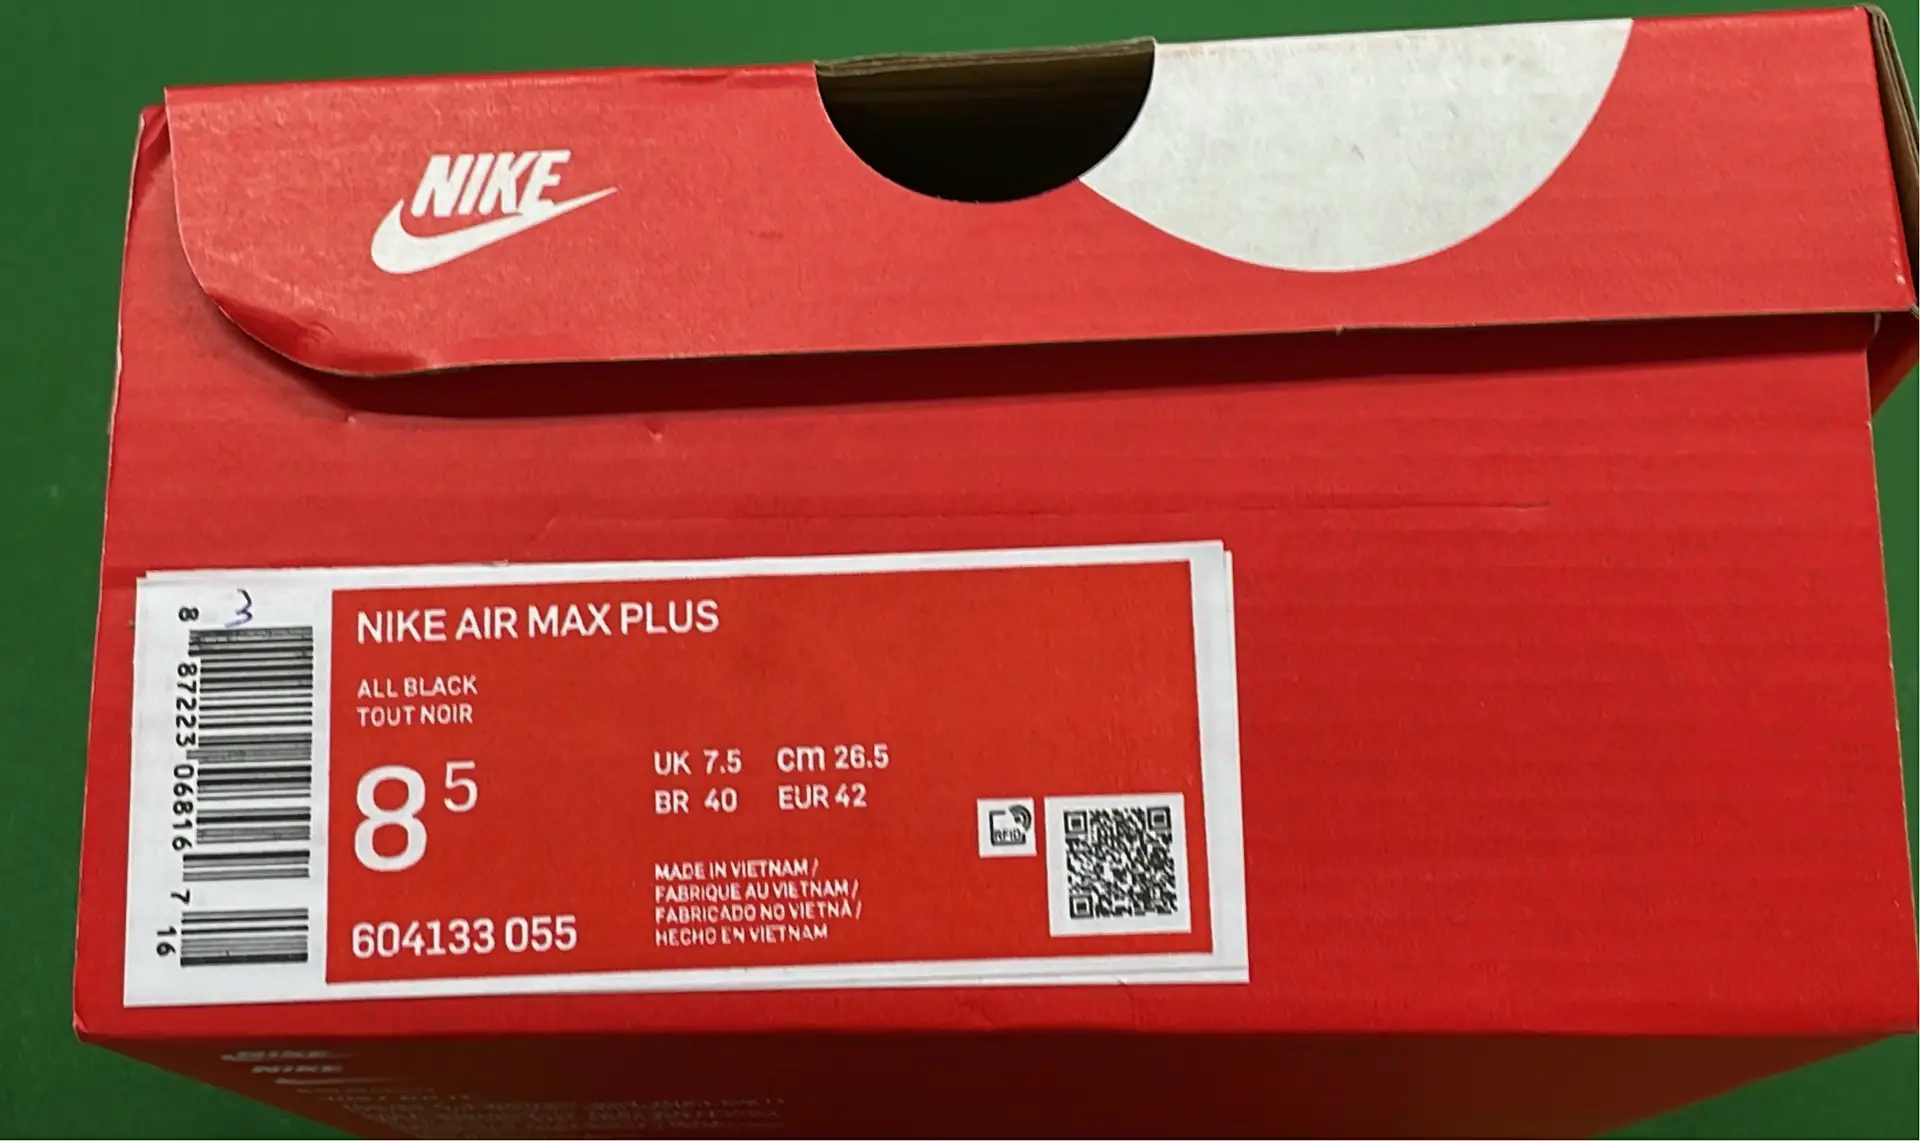 NIKE
3
8 87223 06816 7 16
NIKE AIR MAX PLUS
ALL BLACK
TOUT NOIR
8 5
UK 7.5 cm 26.5
BR 40 EUR 42
RFID
MADE IN VIETNAM /
FABRIQUE AU VIETNAM /
FABRICADO NO VIETNÃ /
HECHO EN VIETNAM
604133 055
NIKE
NIKE